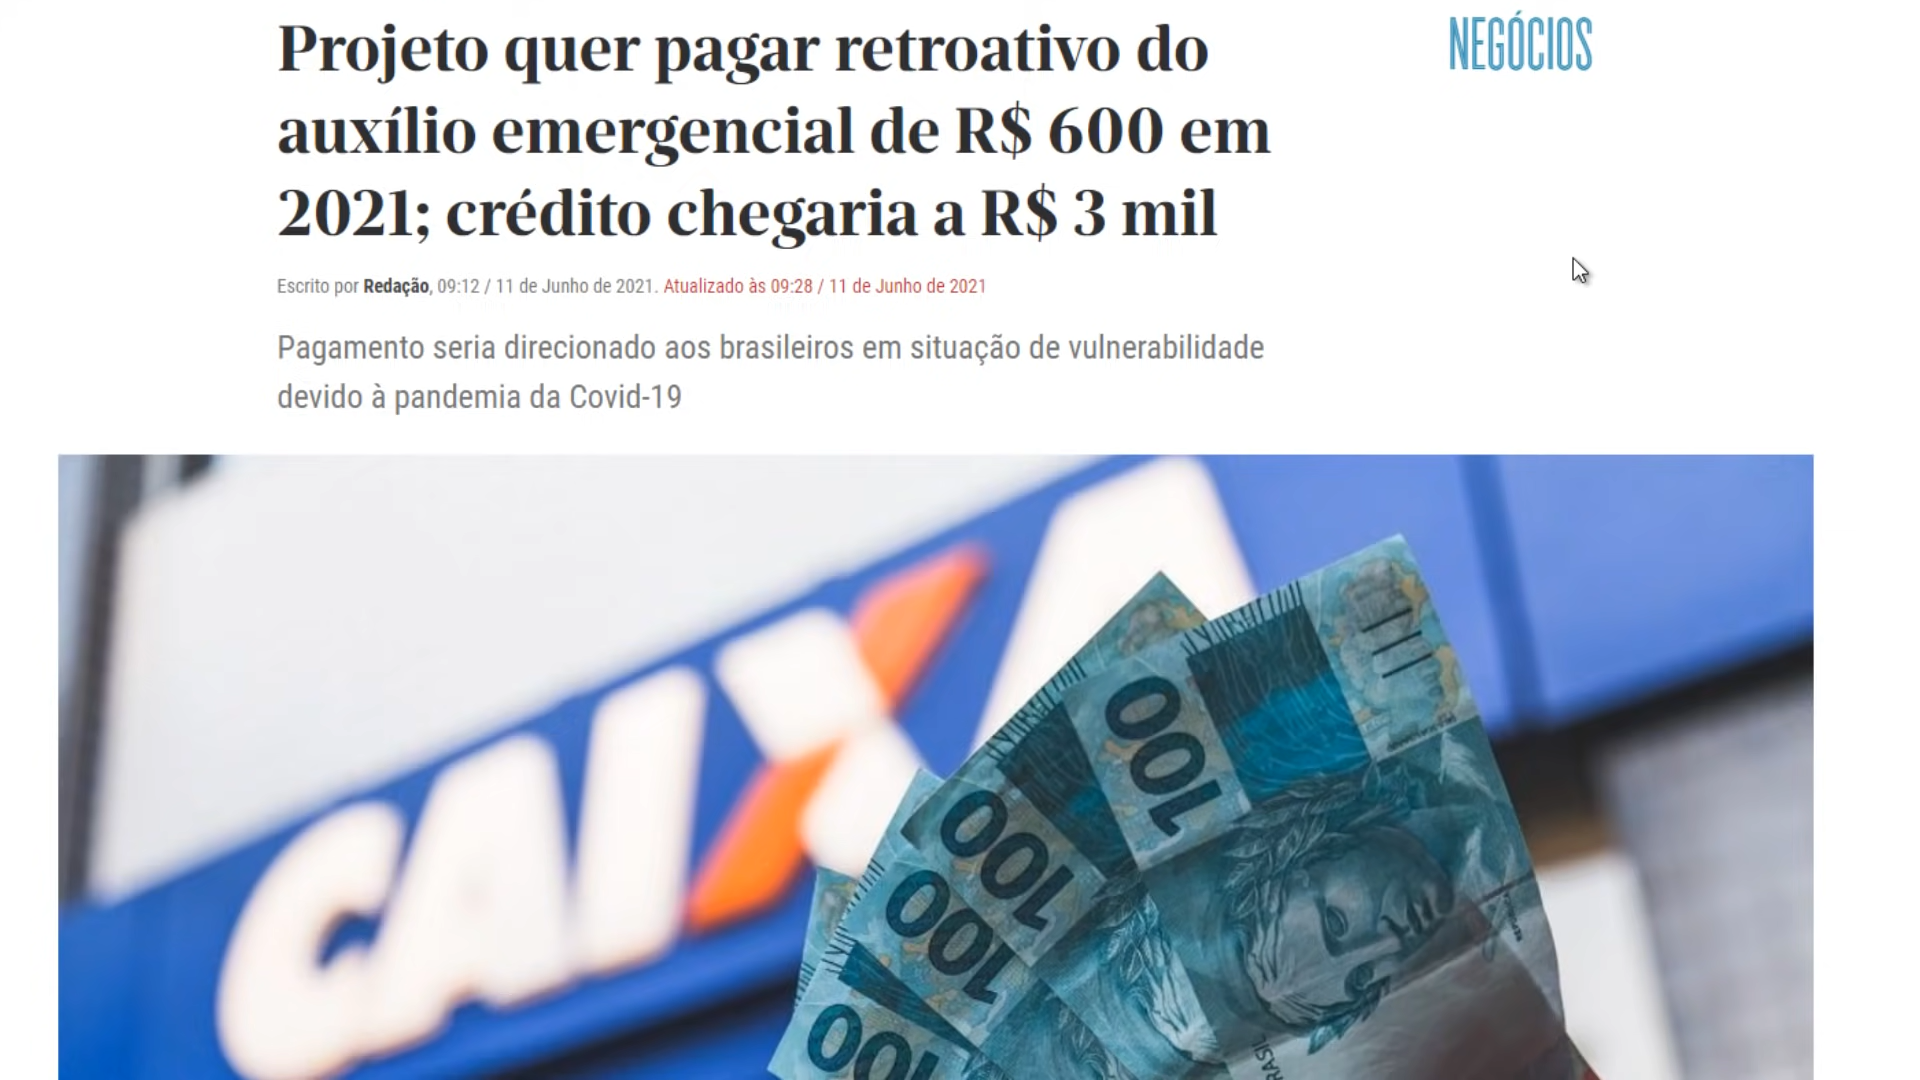 Projeto quer pagar retroativo do
auxílio emergencial de R$ 600 em
2021; crédito chegaria a R$ 3 mil
NEGÓCIOS
Escrito por Redação, 09:12 / 11 de Junho de 2021. Atualizado às 09:28 / 11 de Junho de 2021
Pagamento seria direcionado aos brasileiros em situação de vulnerabilidade
devido à pandemia da Covid-19
CAIXA
100
100
100
100